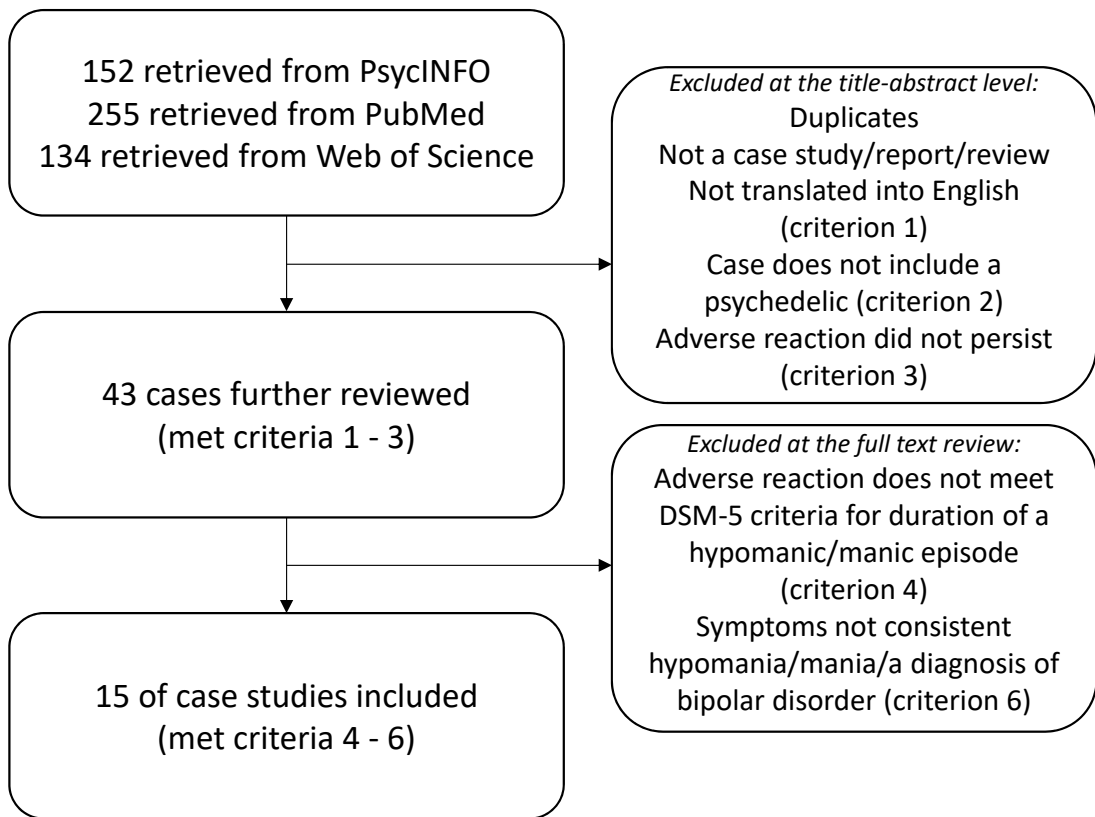 152 retrieved from PsycINFO
255 retrieved from PubMed
134 retrieved from Web of Science
Excluded at the title-abstract level:
Duplicates
Not a case study/report/review
Not translated into English
(criterion 1)
Case does not include a
psychedelic (criterion 2)
Adverse reaction did not persist
(criterion 3)
43 cases further reviewed
(met criteria 1 - 3)
Excluded at the full text review:
Adverse reaction does not meet
DSM-5 criteria for duration of a
hypomanic/manic episode
(criterion 4)
Symptoms not consistent
hypomania/mania/a diagnosis of
bipolar disorder (criterion 6)
15 of case studies included
(met criteria 4 - 6)